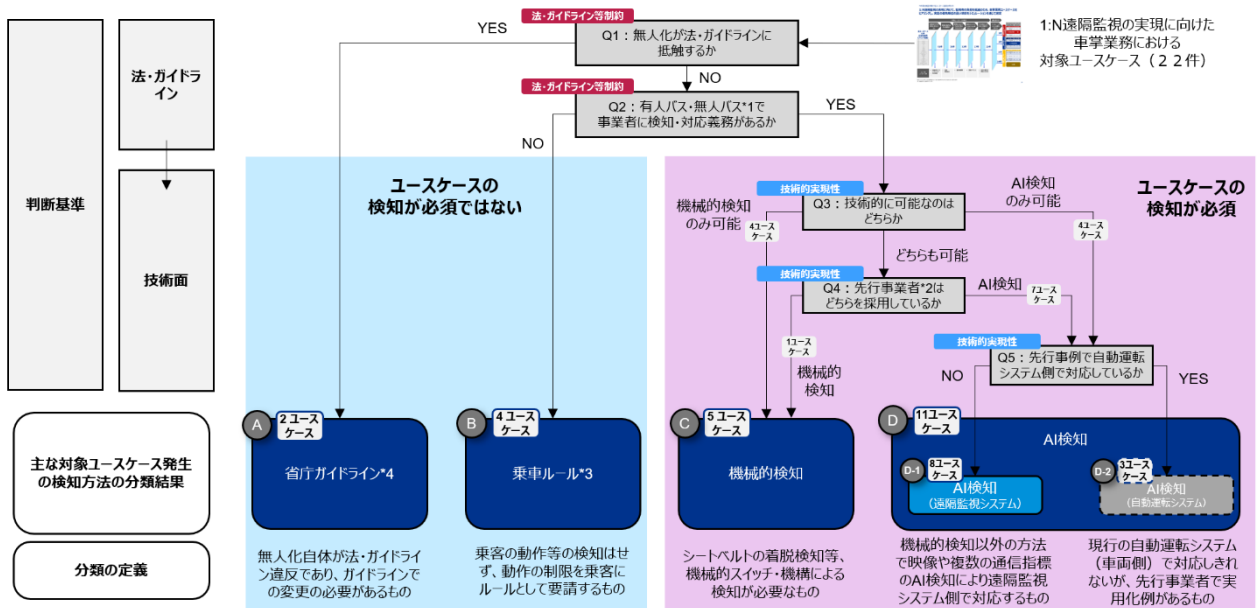 法・ガイドライン等制約
YES
Q1：無人化が法・ガイドラインに
抵触するか
1:N遠隔監視の実現に向けた
車掌業務における
対象ユースケース（２２件）
NO
法・ガイドライン等制約
Q2：有人バス・無人バス*1で
事業者に検知・対応義務があるか
YES
NO
判断基準
法・ガイドラ
イン
技術面
ユースケースの
検知が必須ではない
ユースケースの
検知が必須
技術的実現性
Q3：技術的に可能なのは
どちらか
機械的検知
のみ可能
4ユース
ケース
AI検知
のみ可能
4ユース
ケース
どちらも可能
技術的実現性
Q4：先行事業者*2は
どちらを採用しているか
AI検知
7ユース
ケース
1ユース
ケース
機械的
検知
技術的実現性
Q5：先行事例で自動運転
システム側で対応しているか
NO
YES
主な対象ユースケース発生
の検知方法の分類結果
A
2 ユース
ケース
省庁ガイドライン*4
B
4 ユース
ケース
乗車ルール*3
C
5 ユース
ケース
機械的検知
D
11ユース
ケース
AI検知
D-1
8ユース
ケース
AI検知
（遠隔監視システム）
D-2
3ユース
ケース
AI検知
（自動運転システム）
分類の定義
無人化自体が法・ガイドライ
ン違反であり、ガイドラインで
の変更の必要があるもの
乗客の動作等の検知はせ
ず、動作の制限を乗客に
ルールとして要請するもの
シートベルトの着脱検知等、
機械的スイッチ・機構による
検知が必要なもの
機械的検知以外の方法
で映像や複数の通信指標
のAI検知により遠隔監視
システム側で対応するもの
現行の自動運転システム
（車両側）で対応しきれ
ないが、先行事業者で実
用化例があるもの